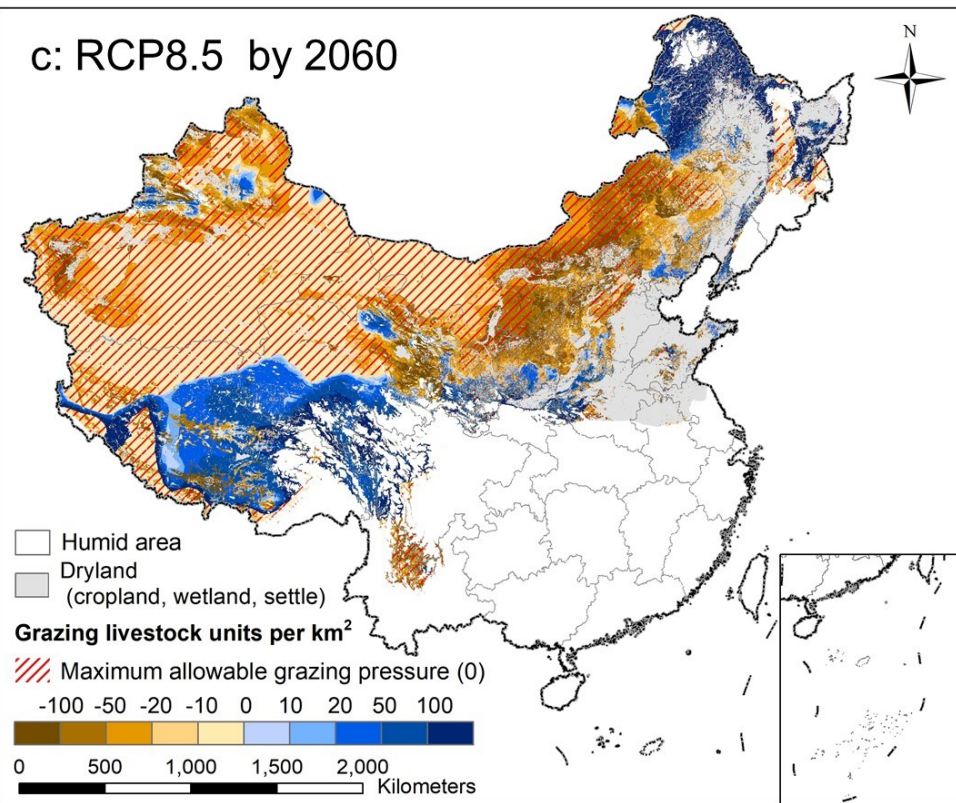 c: RCP8.5 by 2060
N
Humid area
Dryland
(cropland, wetland, settle)
Grazing livestock units per km²
Maximum allowable grazing pressure (0)
-100 -50 -20 -10 0 10 20 50 100
0 500 1,000 1,500 2,000
Kilometers